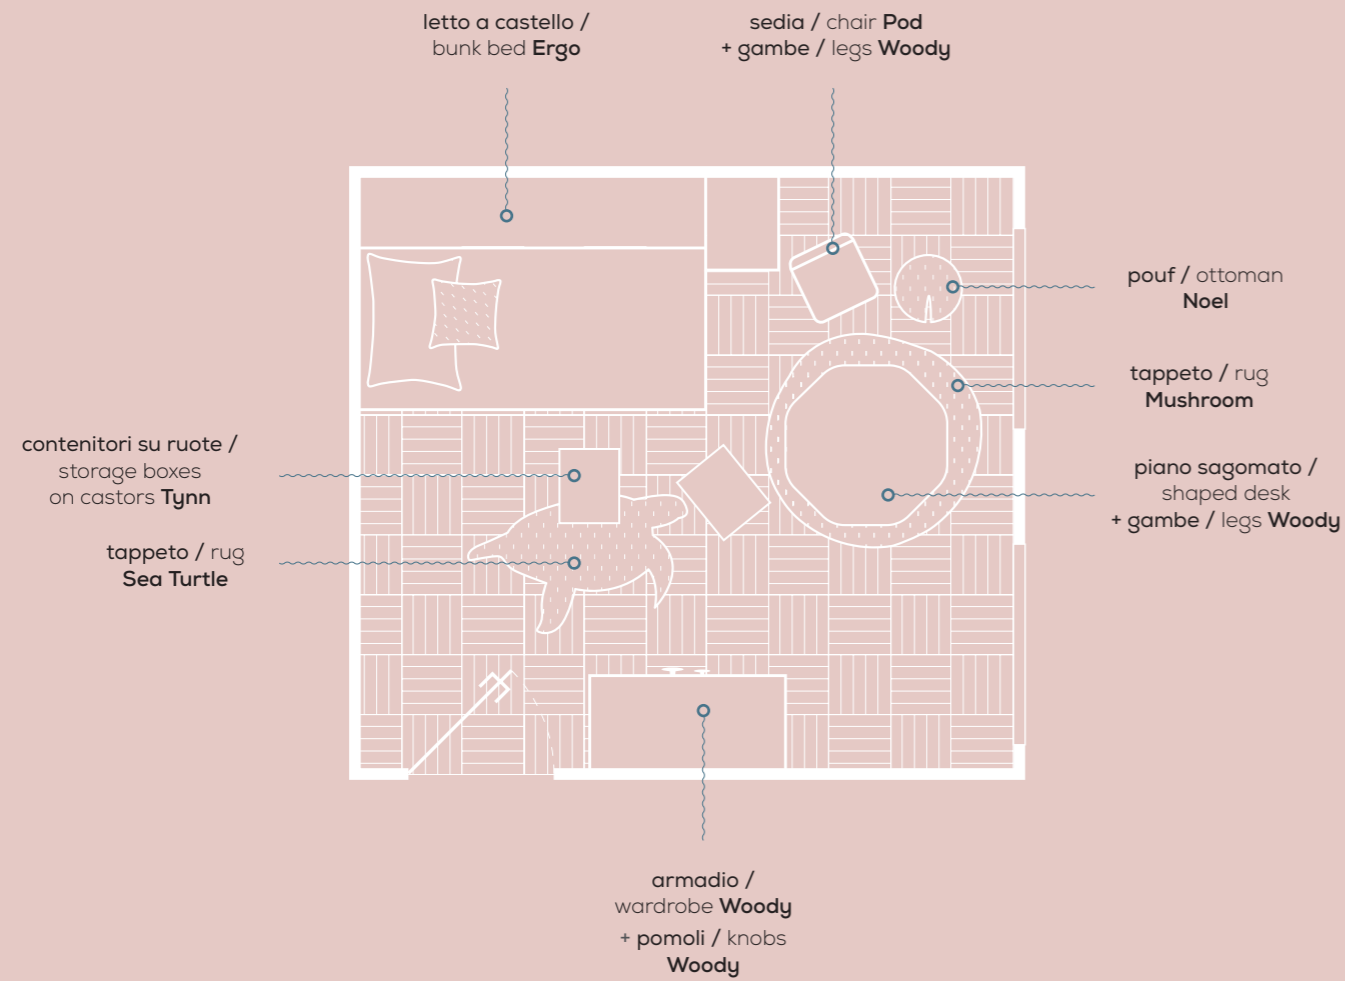 letto a castello /
bunk bed Ergo
sedia / chair Pod
+ gambe / legs Woody
pouf / ottoman
Noel
tappeto / rug
Mushroom
piano sagomato /
shaped desk
+ gambe / legs Woody
contenitori su ruote /
storage boxes
on castors Tynn
tappeto / rug
Sea Turtle
armadio /
wardrobe Woody
+ pomoli / knobs
Woody